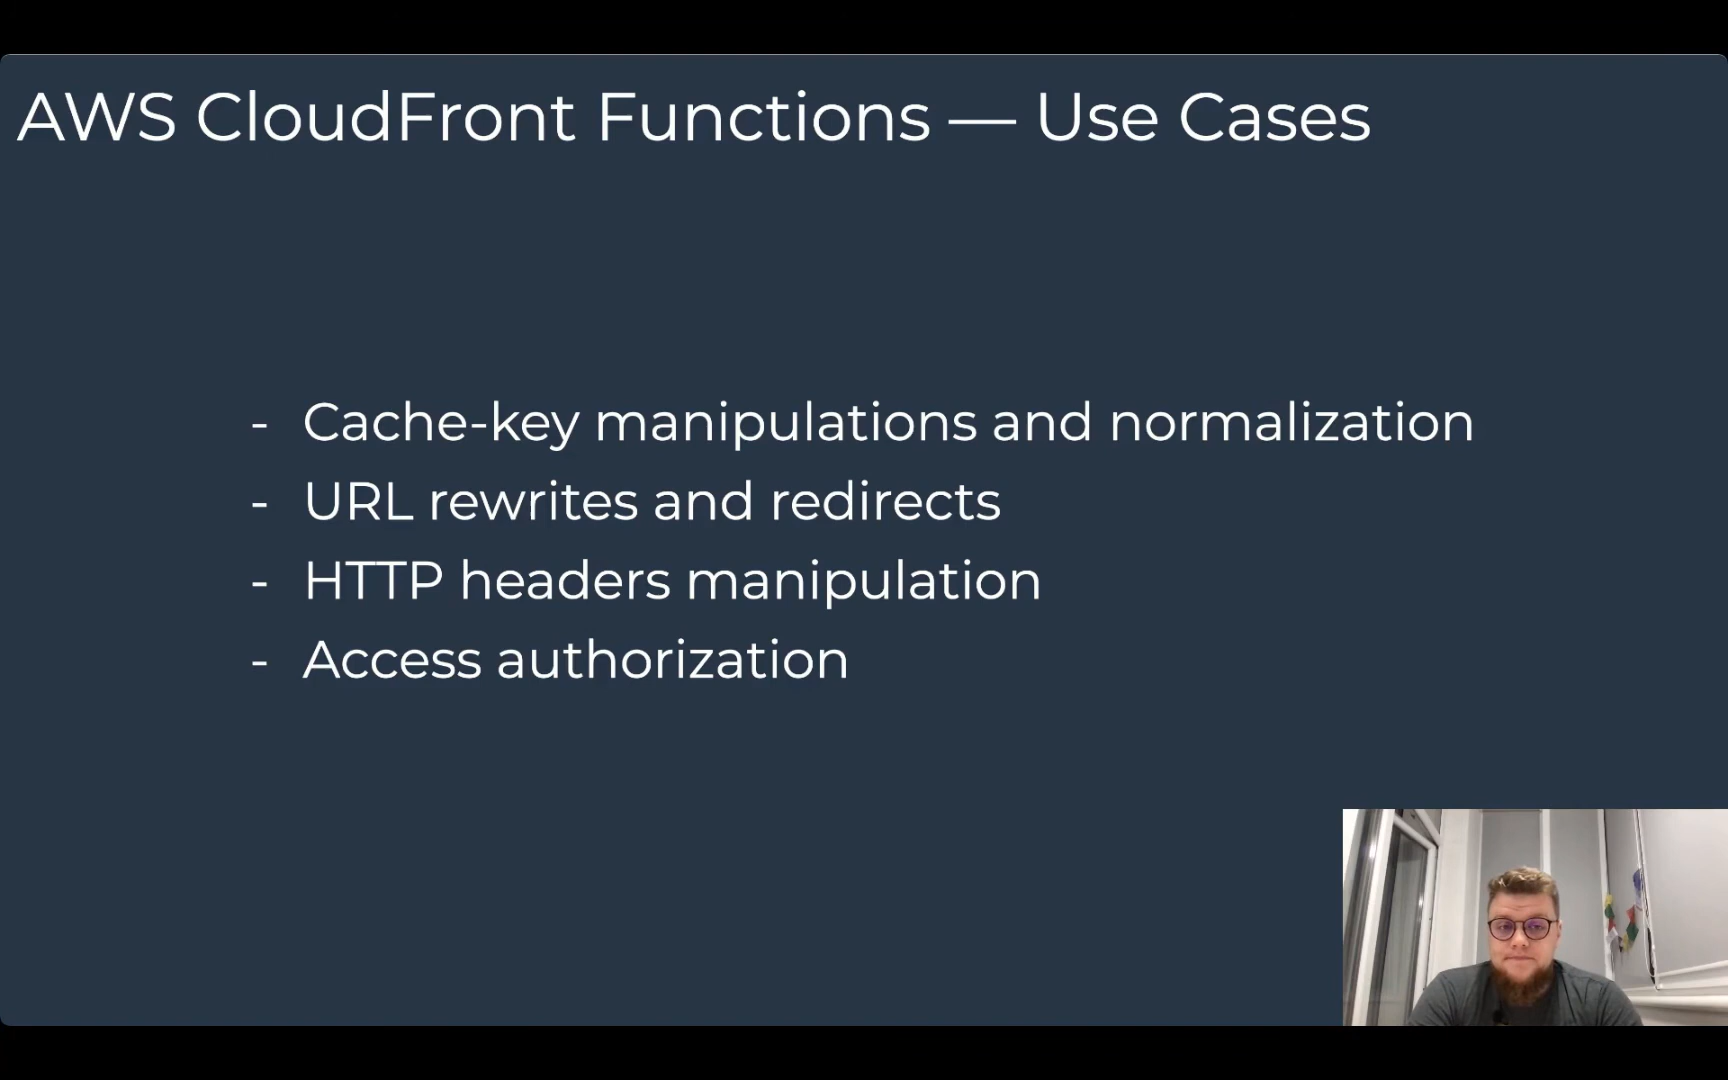 AWS CloudFront Functions — Use Cases
- Cache-key manipulations and normalization
- URL rewrites and redirects
- HTTP headers manipulation
- Access authorization